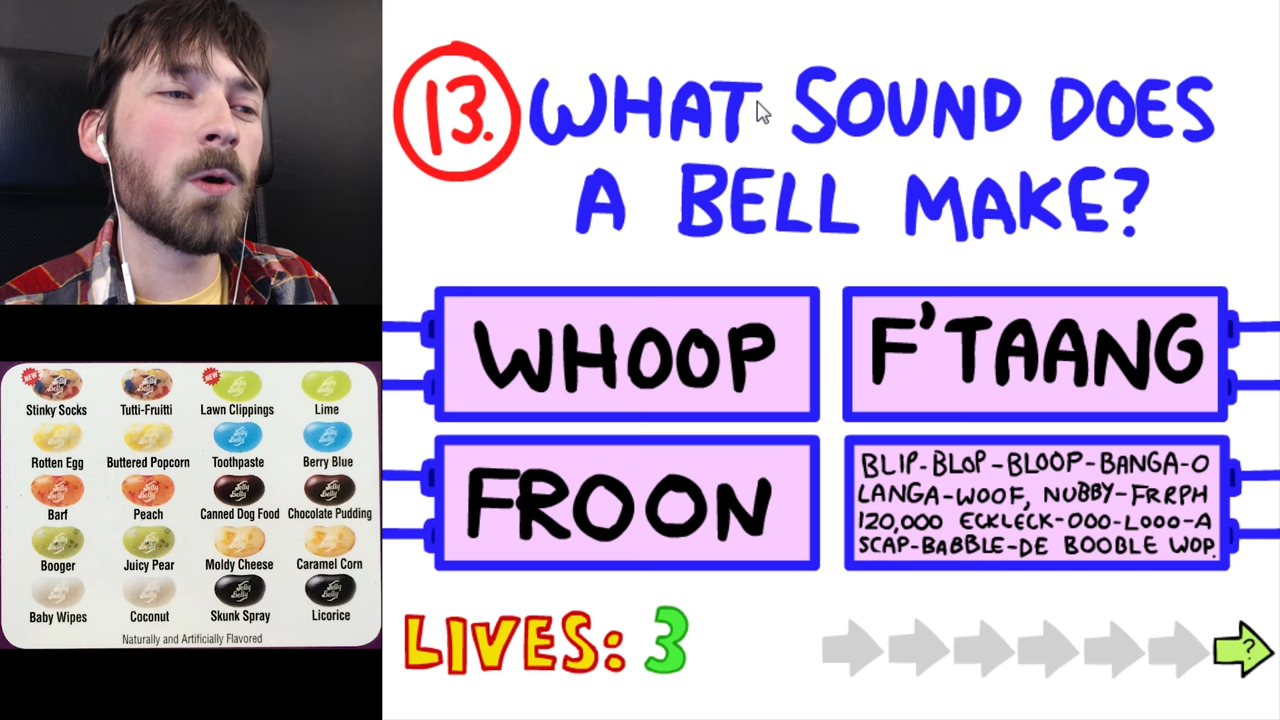 13. WHAT SOUND DOES
A BELL MAKE?
WHOOP
F'TAANG
FROON
BLIP-BLOP-BLOOP-BANGA-O
LANGA-WOOF, NUBBY-FRRPH
120,000 ECKLECK-OOO-LOOO-A
SCAP-BABBLE-DE BOOBLE WOP.
LIVES: 3
?
NEW
NEW
Stinky Socks
Tutti-Fruitti
Lawn Clippings
Lime
Rotten Egg
Buttered Popcorn
Toothpaste
Berry Blue
Barf
Peach
Canned Dog Food
Chocolate Pudding
Booger
Juicy Pear
Moldy Cheese
Caramel Corn
Baby Wipes
Coconut
Skunk Spray
Licorice
Naturally and Artificially Flavored